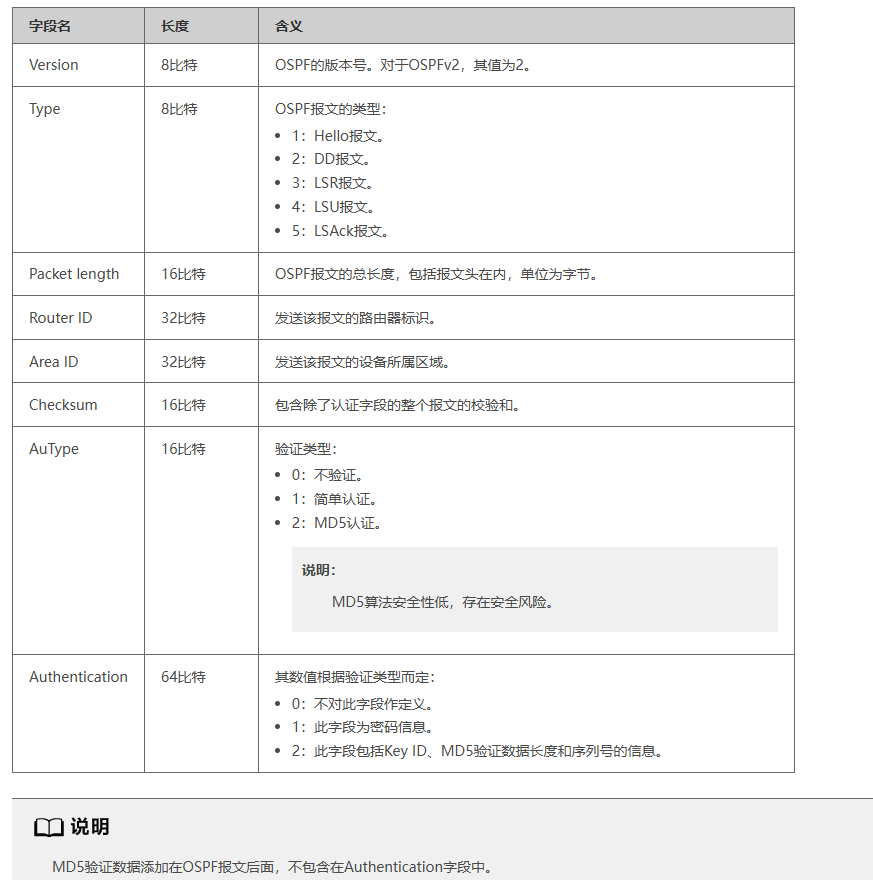 字段名 长度 含义
Version 8比特 OSPF的版本号。对于OSPFv2，其值为2。
Type 8比特 OSPF报文的类型：
• 1：Hello报文。
• 2：DD报文。
• 3：LSR报文。
• 4：LSU报文。
• 5：LSAck报文。
Packet length 16比特 OSPF报文的总长度，包括报文头在内，单位为字节。
Router ID 32比特 发送该报文的路由器标识。
Area ID 32比特 发送该报文的设备所属区域。
Checksum 16比特 包含除了认证字段的整个报文的校验和。
AuType 16比特 验证类型：
• 0：不验证。
• 1：简单认证。
• 2：MD5认证。
说明：
MD5算法安全性低，存在安全风险。
Authentication 64比特 其数值根据验证类型而定：
• 0：不对此字段作定义。
• 1：此字段为密码信息。
• 2：此字段包括Key ID、MD5验证数据长度和序列号的信息。
说明
MD5验证数据添加在OSPF报文后面，不包含在Authentication字段中。